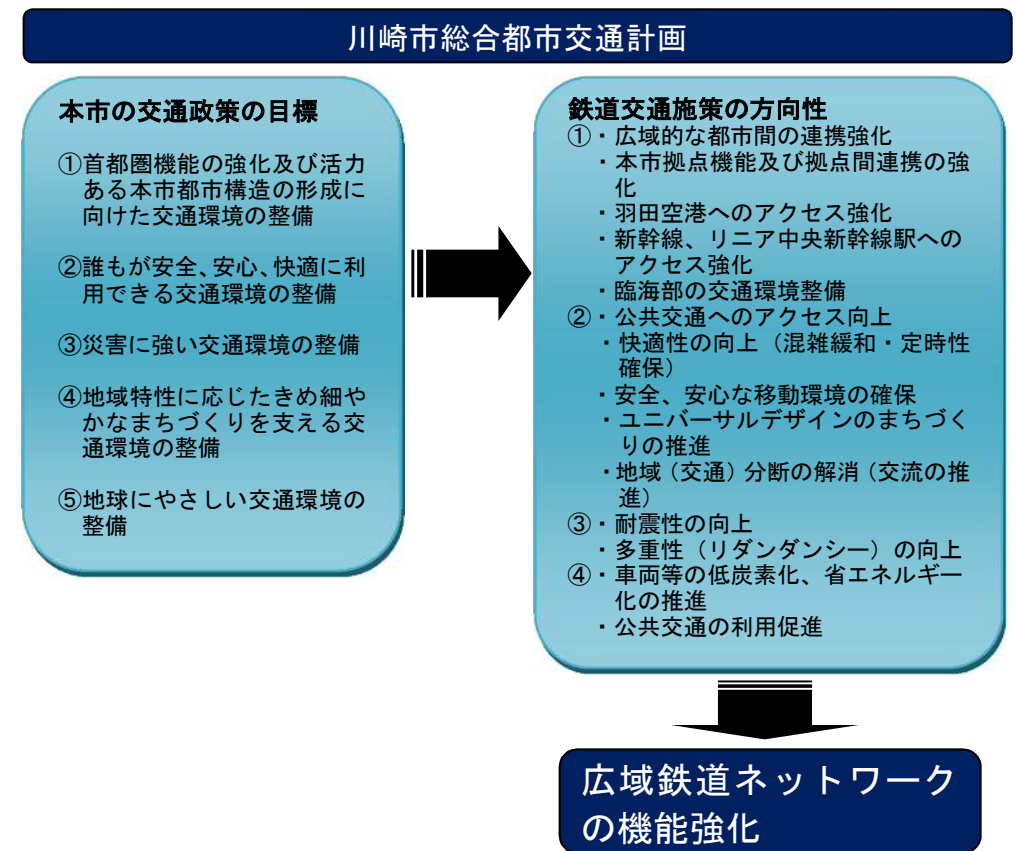 川崎市総合都市交通計画
本市の交通政策の目標
①首都圏機能の強化及び活力
ある本市都市構造の形成に
向けた交通環境の整備
②誰もが安全、安心、快適に利
用できる交通環境の整備
③災害に強い交通環境の整備
④地域特性に応じたきめ細や
かなまちづくりを支える交
通環境の整備
⑤地球にやさしい交通環境の
整備
鉄道交通施策の方向性
①・広域的な都市間の連携強化
・本市拠点機能及び拠点間連携の強
化
・羽田空港へのアクセス強化
・新幹線、リニア中央新幹線駅への
アクセス強化
・臨海部の交通環境整備
②・公共交通へのアクセス向上
・快適性の向上（混雑緩和・定時性
確保）
・安全、安心な移動環境の確保
・ユニバーサルデザインのまちづく
りの推進
・地域（交通）分断の解消（交流の推
進）
③・耐震性の向上
・多重性（リダンダンシー）の向上
④・車両等の低炭素化、省エネルギー
化の推進
・公共交通の利用促進
広域鉄道ネットワーク
の機能強化